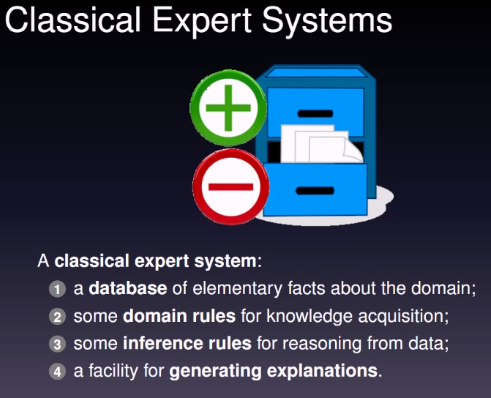 Classical Expert Systems
A classical expert system:
1 a database of elementary facts about the domain;
2 some domain rules for knowledge acquisition;
3 some inference rules for reasoning from data;
4 a facility for generating explanations.